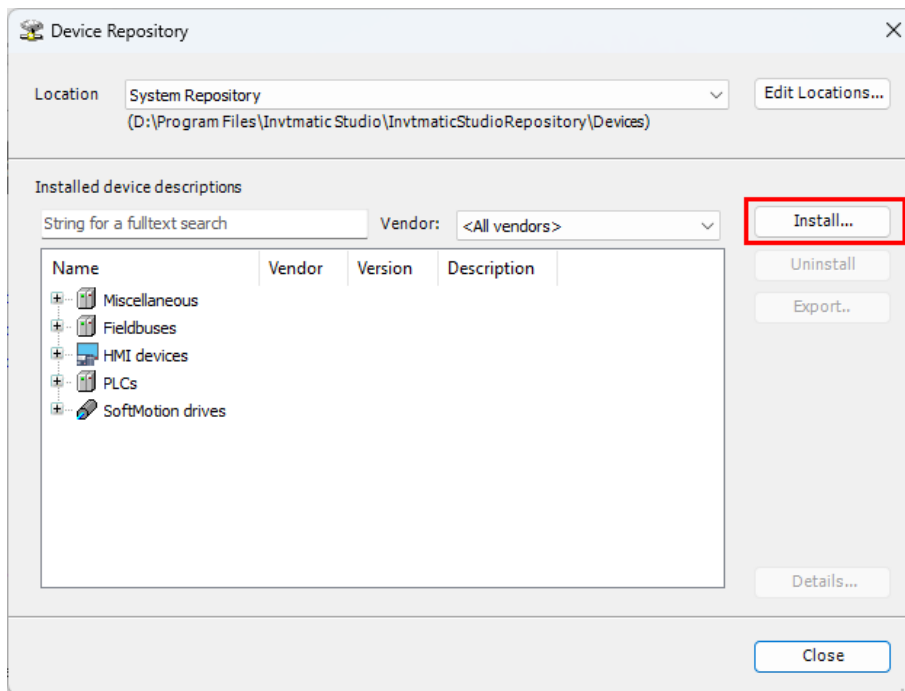 Device Repository
Location System Repository Edit Locations...
(D:\Program Files\Invtmatic Studio\InvtmaticStudioRepository\Devices)
Installed device descriptions
String for a fulltext search Vendor: <All vendors> Install...
Name Vendor Version Description Uninstall
Miscellaneous
Export..
Fieldbuses
HMI devices
PLCs
SoftMotion drives
Details...
Close